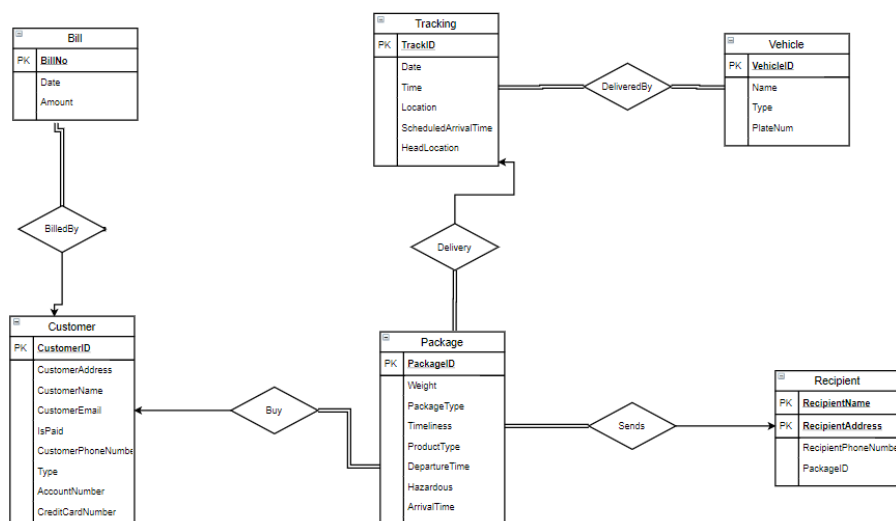 Bill
PK BillNo
Date
Amount
Tracking
PK TrackID
Date
Time
Location
ScheduledArrivalTime
HeadLocation
DeliveredBy
Vehicle
PK VehicleID
Name
Type
PlateNum
BilledBy
Delivery
Customer
PK CustomerID
CustomerAddress
CustomerName
CustomerEmail
IsPaid
CustomerPhoneNumbe
Type
AccountNumber
CreditCardNumber
Buy
Package
PK PackageID
Weight
PackageType
Timeliness
ProductType
DepartureTime
Hazardous
ArrivalTime
Sends
Recipient
PK RecipientName
PK RecipientAddress
RecipientPhoneNumbe
PackageID